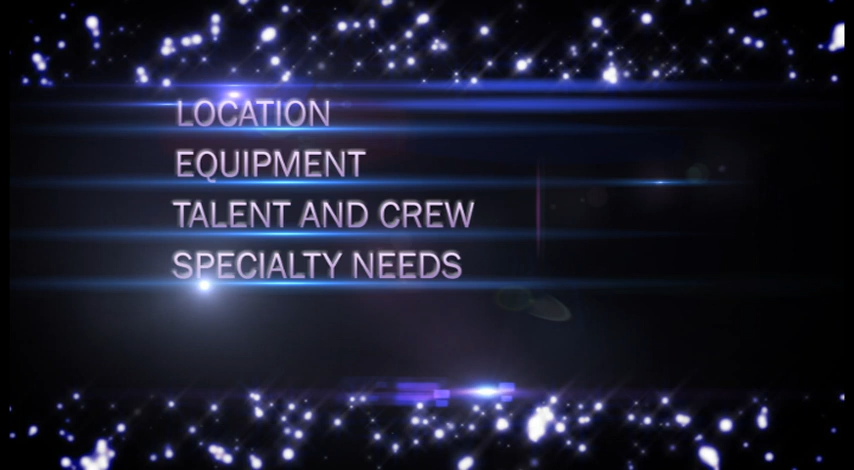 LOCATION
EQUIPMENT
TALENT AND CREW
SPECIALTY NEEDS